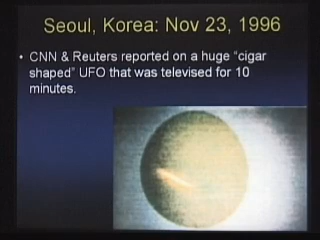 Seoul, Korea: Nov 23, 1996
• CNN & Reuters reported on a huge “cigar
shaped” UFO that was televised for 10
minutes.